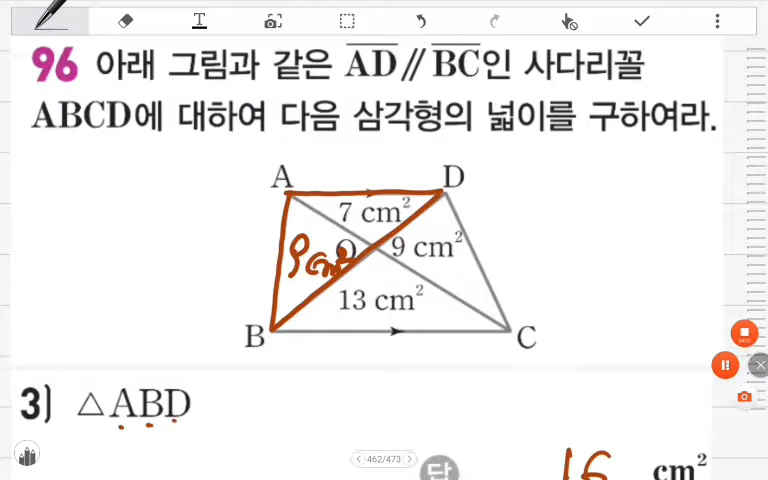 T
96 아래 그림과 같은 AD // BC인 사다리꼴
ABCD에 대하여 다음 삼각형의 넓이를 구하여라.
A D
7 cm²
O 9 cm²
9cm²
13 cm²
B C
3) △ABD
462/473
답 16 cm²